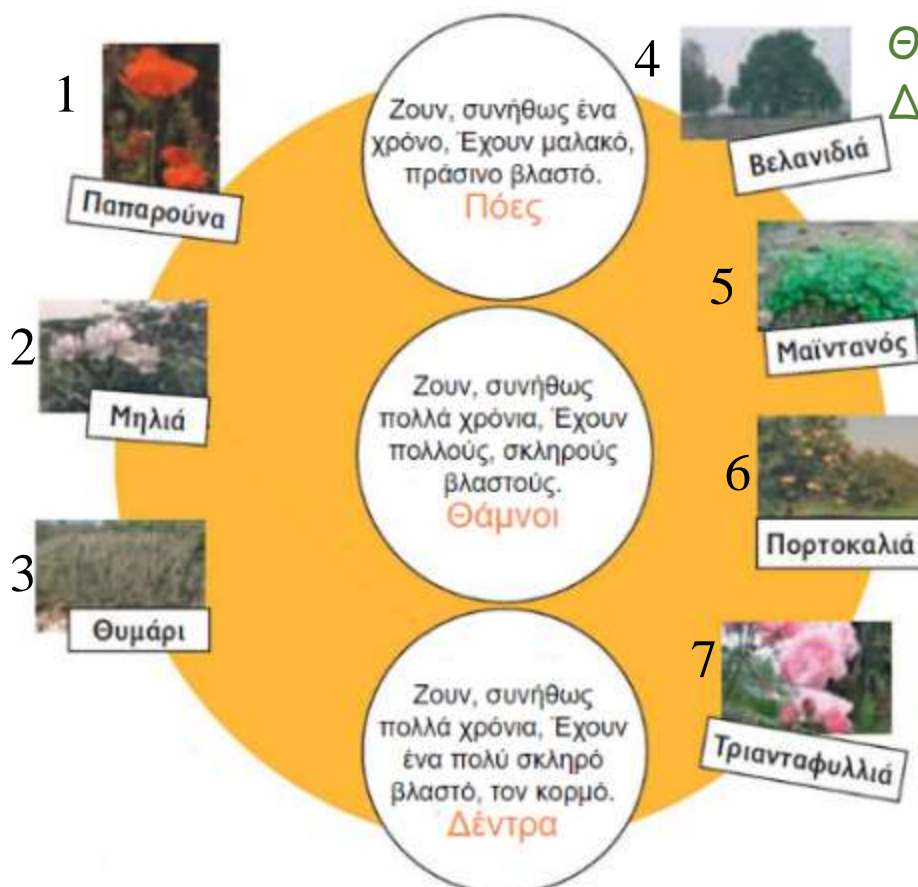 1
Παπαρούνα
2
Μηλιά
3
Θυμάρι
Ζουν, συνήθως ένα
χρόνο, Έχουν μαλακό,
πράσινο βλαστό.
Πόες
Ζουν, συνήθως
πολλά χρόνια, Έχουν
πολλούς, σκληρούς
βλαστούς.
Θάμνοι
Ζουν, συνήθως
πολλά χρόνια, Έχουν
ένα πολύ σκληρό
βλαστό, τον κορμό.
Δέντρα
4
Βελανιδιά
5
Μαϊντανός
6
Πορτοκαλιά
7
Τριανταφυλλιά
Θ
Δ